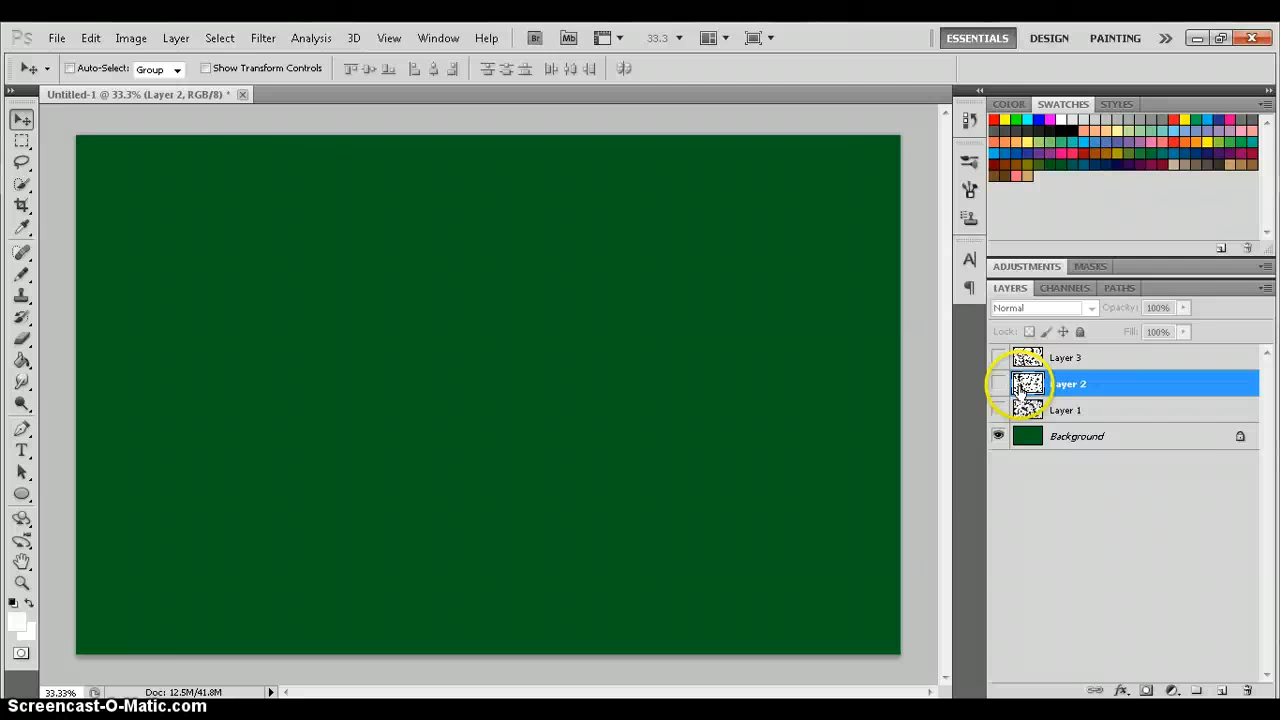 Ps File Edit Image Layer Select Filter Analysis 3D View Window Help Br Mb 33.3 ESSENTIALS DESIGN PAINTING
Auto-Select: Group Show Transform Controls
Untitled-1 @ 33.3% (Layer 2, RGB/8) *
COLOR SWATCHES STYLES
ADJUSTMENTS MASKS
LAYERS CHANNELS PATHS
Normal Opacity: 100%
Lock: Fill: 100%
Layer 3
Layer 2
Layer 1
Background
33.33% Doc: 12.5M/41.8M
Screencast-O-Matic.com